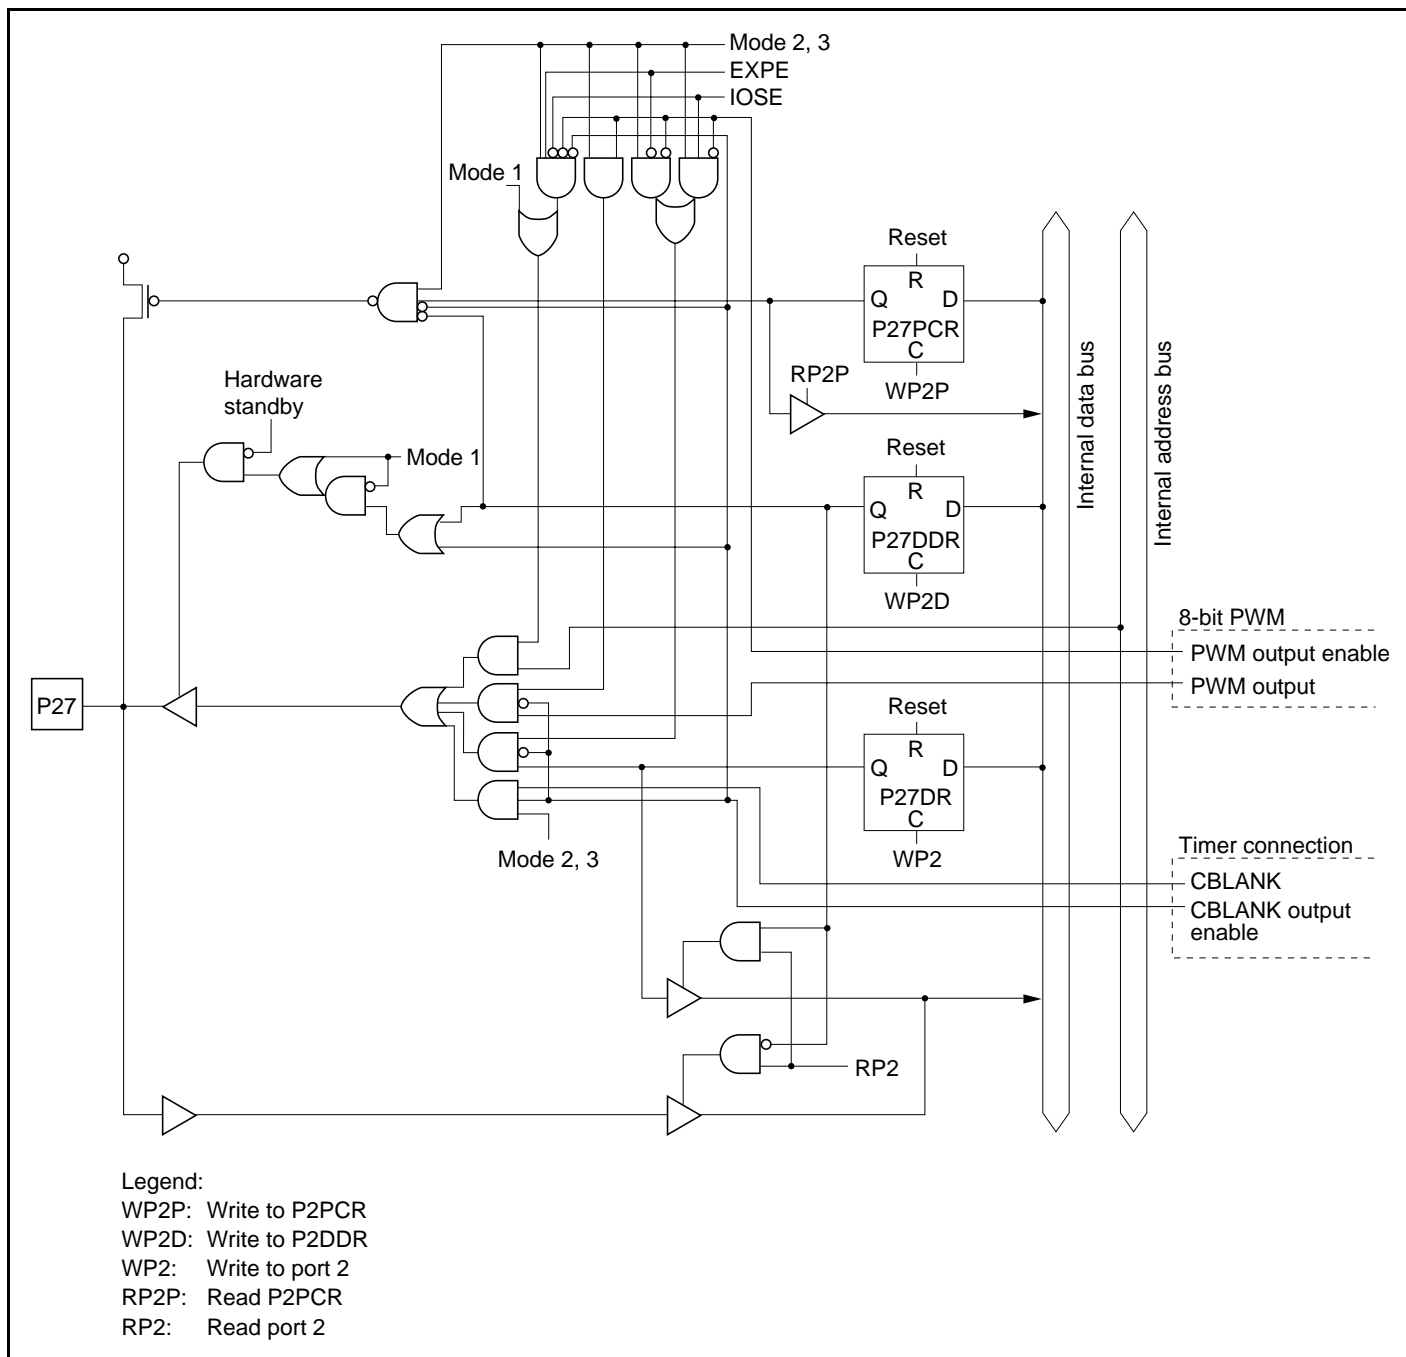 Mode 2, 3
EXPE
IOSE
Mode 1
Reset
R
Q D
P27PCR
C
WP2P
RP2P
Hardware
standby
Mode 1
Reset
R
Q D
P27DDR
C
WP2D
Internal data bus
Internal address bus
8-bit PWM
PWM output enable
PWM output
P27
Reset
R
Q D
P27DR
C
WP2
Mode 2, 3
Timer connection
CBLANK
CBLANK output
enable
RP2
Legend:
WP2P: Write to P2PCR
WP2D: Write to P2DDR
WP2: Write to port 2
RP2P: Read P2PCR
RP2: Read port 2